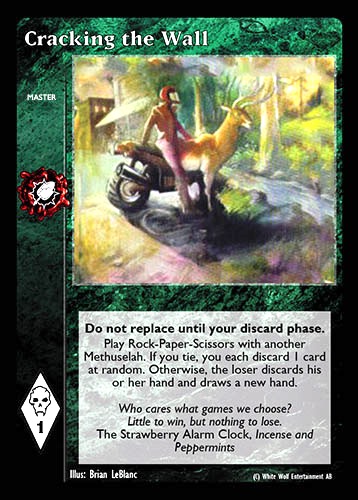 Cracking the Wall
MASTER
Do not replace until your discard phase.
Play Rock-Paper-Scissors with another
Methuselah. If you tie, you each discard 1 card
at random. Otherwise, the loser discards his
or her hand and draws a new hand.
Who cares what games we choose?
Little to win, but nothing to lose.
The Strawberry Alarm Clock, Incense and
Peppermints
1
Illus: Brian LeBlanc
(C) White Wolf Entertainment AB